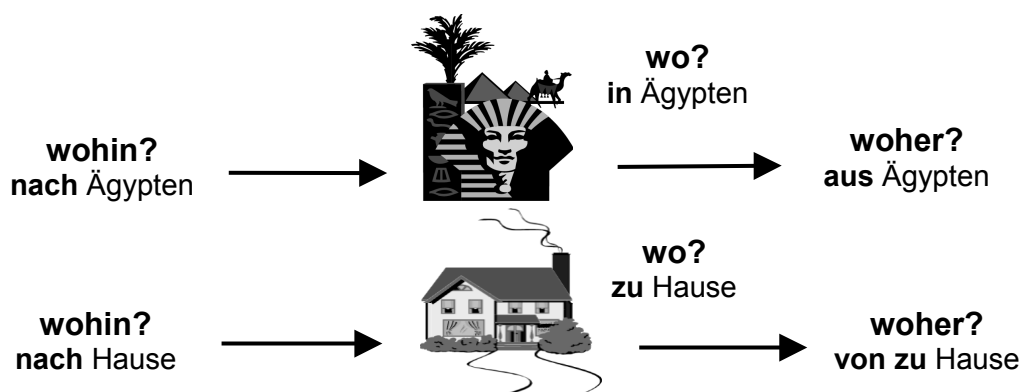 wo?
in Ägypten
wohin?
nach Ägypten
woher?
aus Ägypten
wo?
zu Hause
wohin?
nach Hause
woher?
von zu Hause